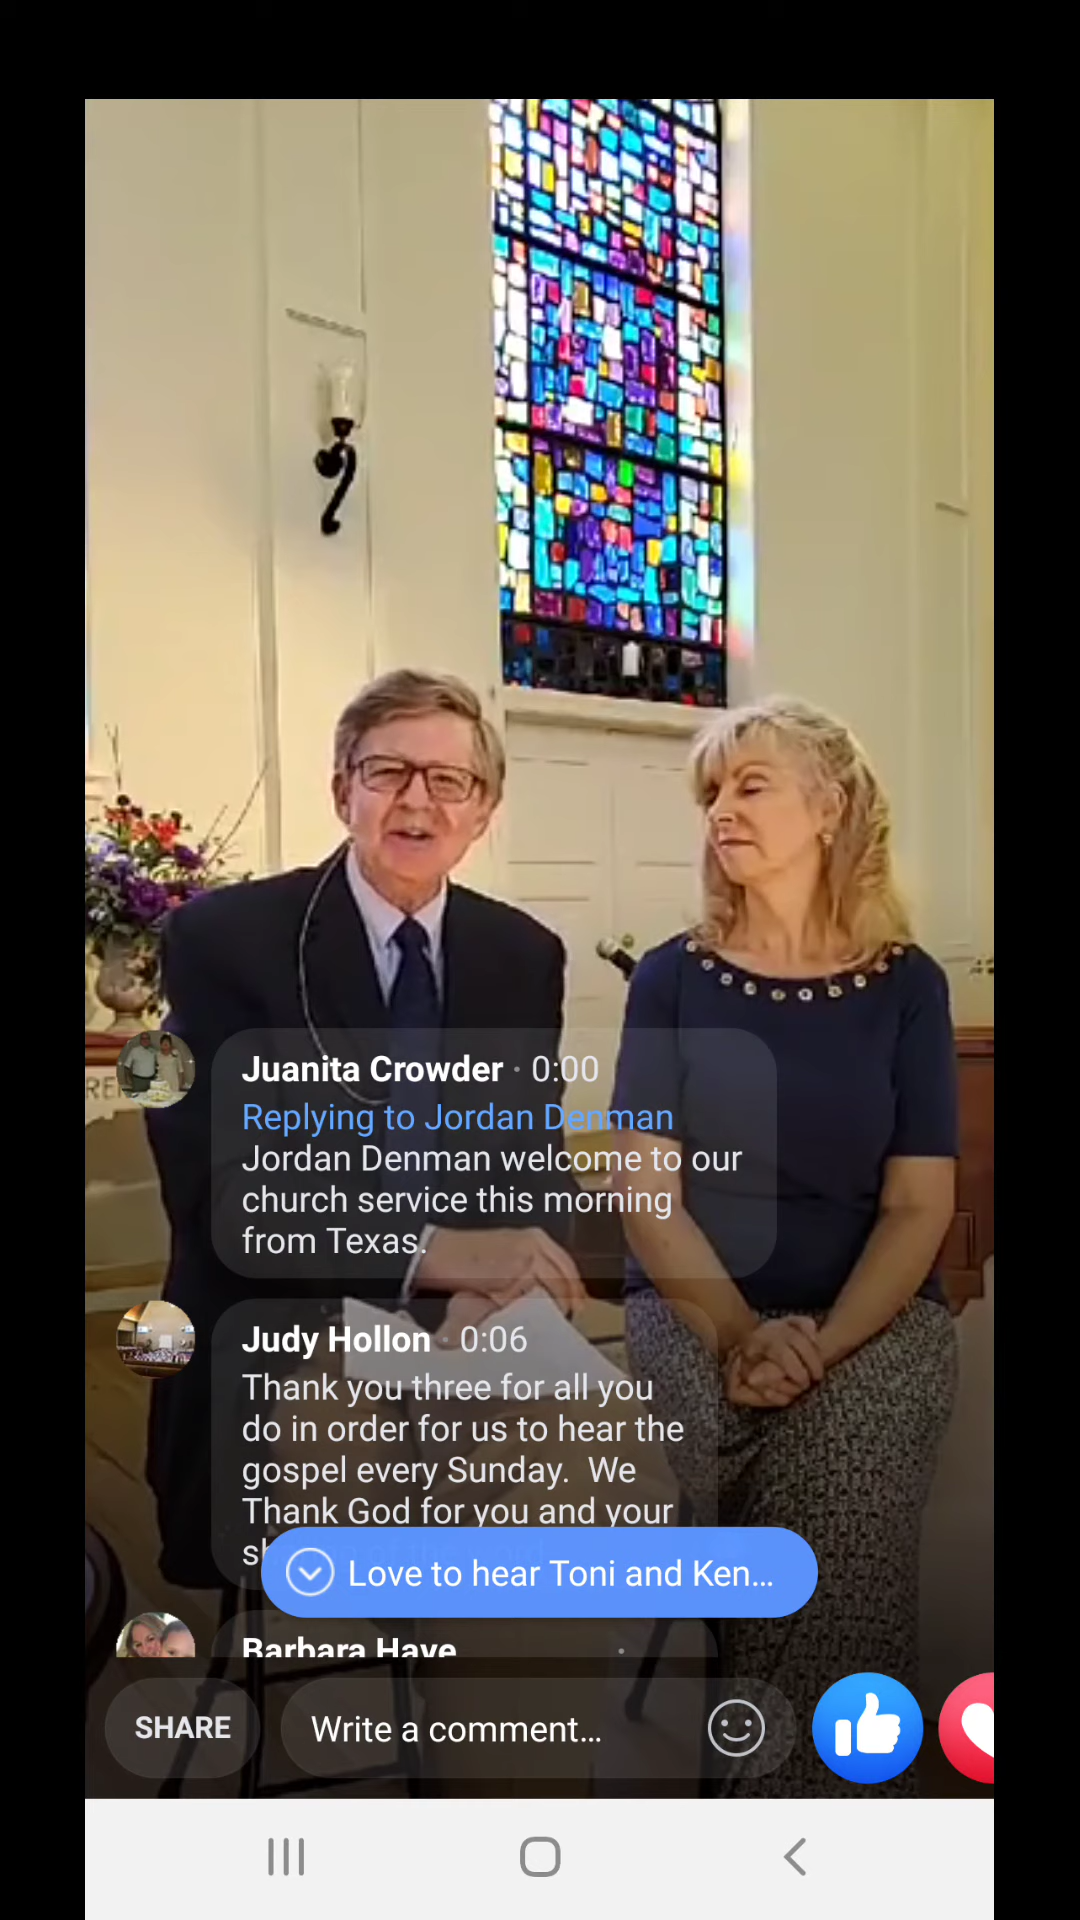 Juanita Crowder · 0:00
Replying to Jordan Denman
Jordan Denman welcome to our
church service this morning
from Texas.
Judy Hollon · 0:06
Thank you three for all you
do in order for us to hear the
gospel every Sunday.  We
Thank God for you and your
Love to hear Toni and Ken...
Barbara Haye
SHARE
Write a comment...